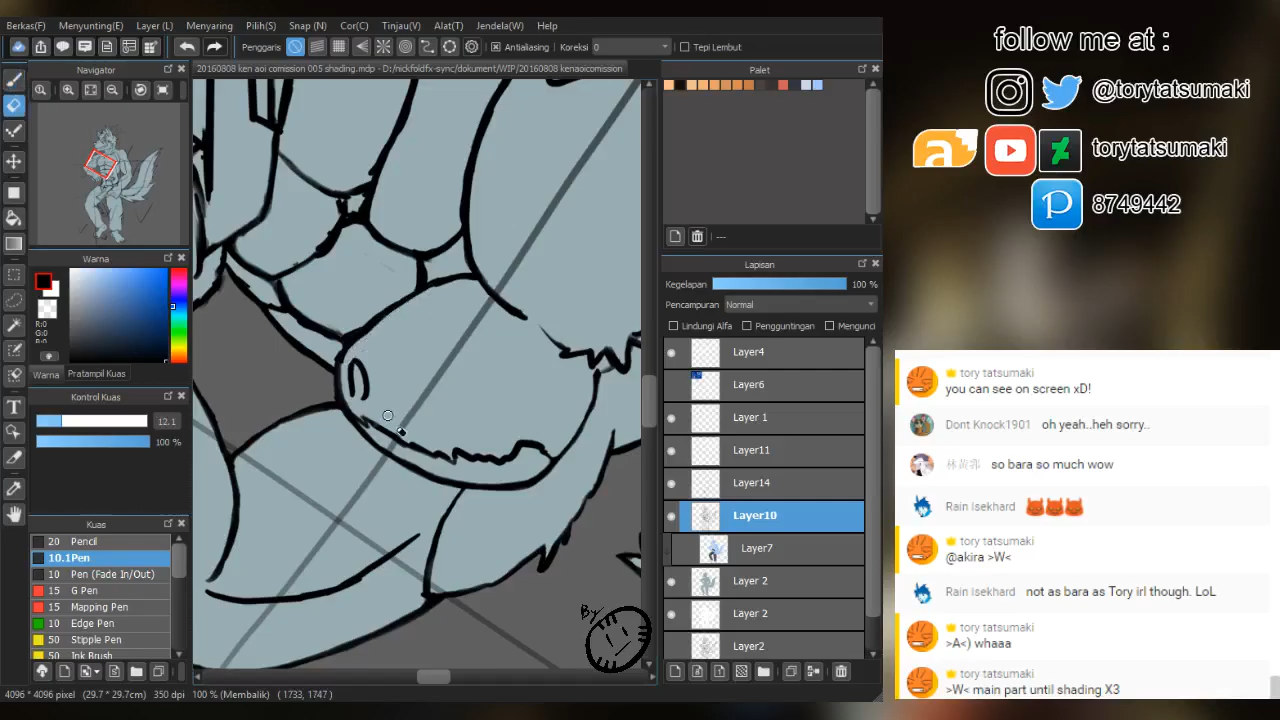 Berkas(F) Menyunting(E) Layer (L) Menyaring Pilih(S) Snap (N) Cor(C) Tinjau(V) Alat(T) Jendela(W) Help
Penggaris Antialiasing Koreksi 0 Tepi Lembut
Navigator
20160808 ken aoi comission 005 shading.mdp - D:/nickfoldfx-sync/dokument/WIP/20160808 kenaoicomission
Palet
---
Warna
R:0
G:0
Warna Pratampil Kuas
Kontrol Kuas
12.1
100 %
Kuas
20 Pencil
10.1 Pen
10 Pen (Fade In/Out)
15 G Pen
15 Mapping Pen
10 Edge Pen
50 Stipple Pen
50 Ink Brush
4096 * 4096 pixel (29.7 * 29.7cm) 350 dpi 100 % (Membalik) ( 1733, 1747 )
By
Lapisan
Kegelapan 100 %
Pencampuran Normal
Lindungi Alfa Pengguntingan Mengunci
Layer4
Layer6
Layer 1
Layer11
Layer14
Layer10
Layer7
Layer 2
Layer 2
Layer2
follow me at :
@torytatsumaki
torytatsumaki
8749442
tory tatsumaki
you can see on screen xD!
Dont Knock1901 oh yeah..heh sorry..
so bara so much wow
Rain Isekhard
tory tatsumaki
@akira >W<
Rain Isekhard not as bara as Tory irl though. LoL
tory tatsumaki
>A<) whaaa
tory tatsumaki
>W< main part until shading X3